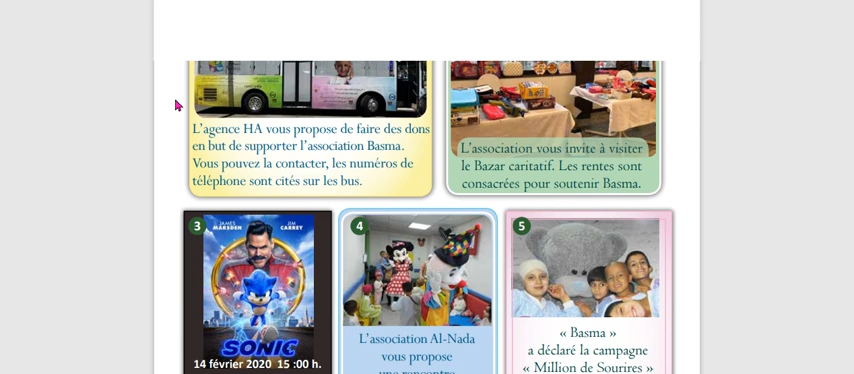 L'agence HA vous propose de faire des dons
en but de supporter l'association Basma.
Vous pouvez la contacter, les numéros de
téléphone sont cités sur les bus.
L'association vous invite à visiter
le Bazar caritatif. Les rentes sont
consacrées pour soutenir Basma.
3
JAMES MARSDEN
JIM CARREY
SONIC
14 février 2020 15 :00 h.
4
L'association Al-Nada
vous propose
une rencontre
5
« Basma »
a déclaré la campagne
« Million de Sourires »